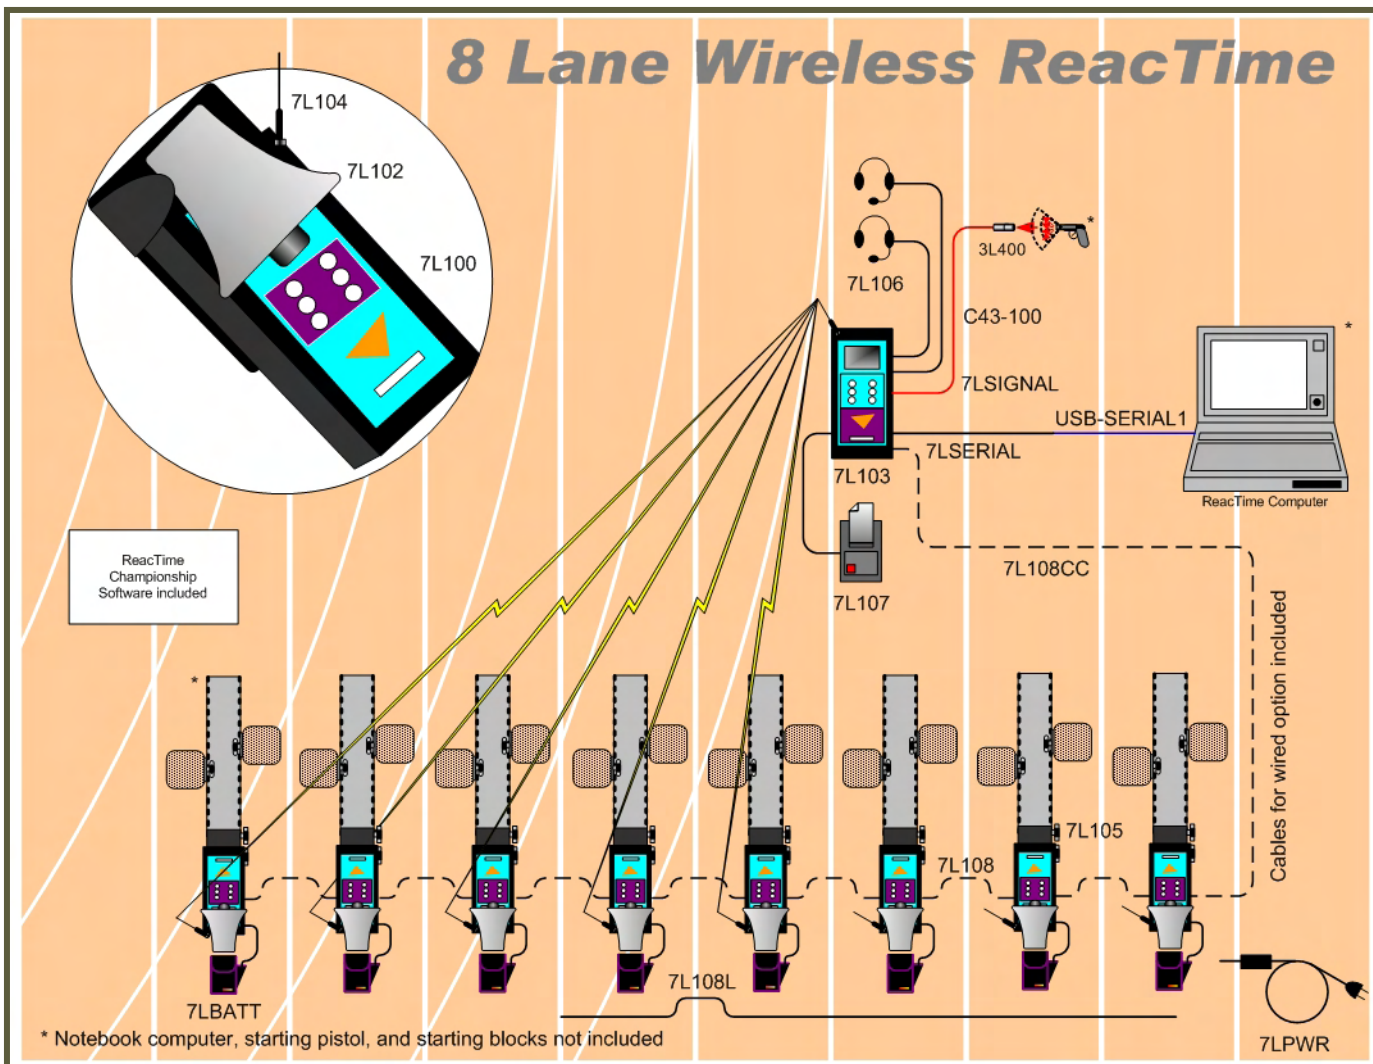 8 Lane Wireless ReacTime
7L104
7L102
7L100
7L106
3L400
*
C43-100
7LSIGNAL
*
USB-SERIAL1
7LSERIAL
7L103
ReacTime Computer
ReacTime
Championship
Software included
7L108CC
7L107
Cables for wired option included
*
7L105
7L108
7L108L
7LBATT
7LPWR
* Notebook computer, starting pistol, and starting blocks not included